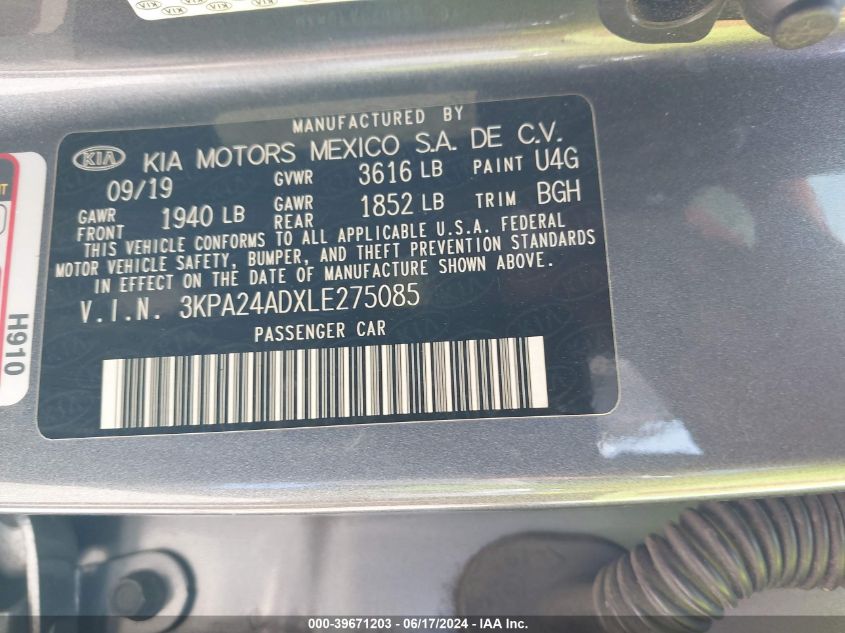 MANUFACTURED BY
KIA KIA MOTORS MEXICO S.A. DE C.V.
09/19 GVWR 3616 LB PAINT U4G
GAWR FRONT 1940 LB GAWR REAR 1852 LB TRIM BGH
THIS VEHICLE CONFORMS TO ALL APPLICABLE U.S.A. FEDERAL
MOTOR VEHICLE SAFETY, BUMPER, AND THEFT PREVENTION STANDARDS
IN EFFECT ON THE DATE OF MANUFACTURE SHOWN ABOVE.
V.I.N. 3KPA24ADXLE275085
PASSENGER CAR
H910
000-39671203 / 06/17/2024 - IAA Inc.